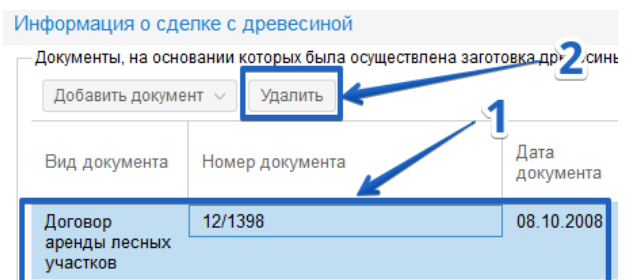 Информация о сделке с древесиной
Документы, на основании которых была осуществлена заготовка древесины
2
Добавить документ
Удалить
1
Вид документа
Номер документа
Дата
документа
Договор
аренды лесных
участков
12/1398
08.10.2008